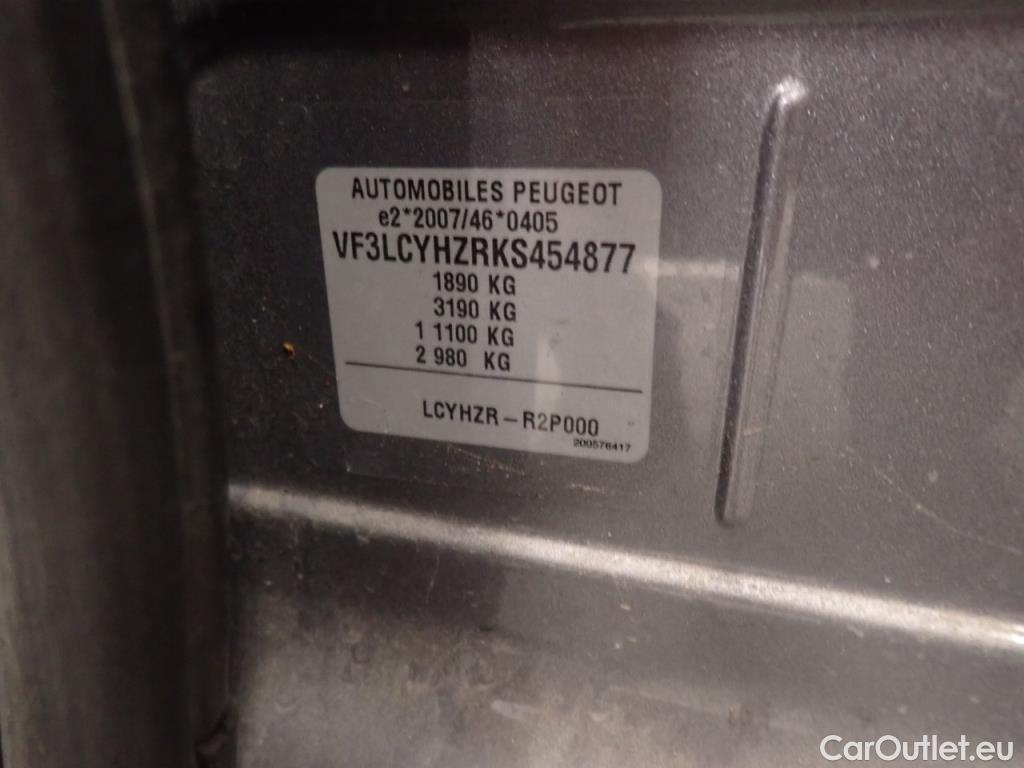 AUTOMOBILES PEUGEOT
e2*2007/46*0405
VF3LCYHZRKS454877
1890 KG
3190 KG
1 1100 KG
2 980 KG
LCYHZR-R2P000
200576417
CarOutlet.eu